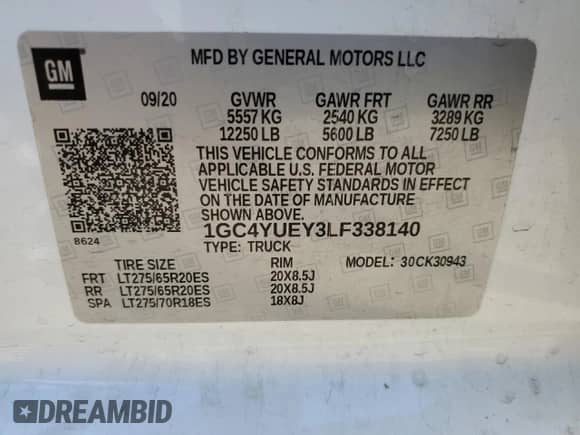 GM
MFD BY GENERAL MOTORS LLC
09/20 GVWR GAWR FRT GAWR RR
5557 KG 2540 KG 3289 KG
12250 LB 5600 LB 7250 LB
THIS VEHICLE CONFORMS TO ALL
APPLICABLE U.S. FEDERAL MOTOR
VEHICLE SAFETY STANDARDS IN EFFECT
ON THE DATE OF MANUFACTURE
SHOWN ABOVE.
8624
1GC4YUEY3LF338140
TYPE: TRUCK
TIRE SIZE RIM MODEL: 30CK30943
FRT LT275/65R20ES 20X8.5J
RR LT275/65R20ES 20X8.5J
SPA LT275/70R18ES 18X8J
DREAMBID